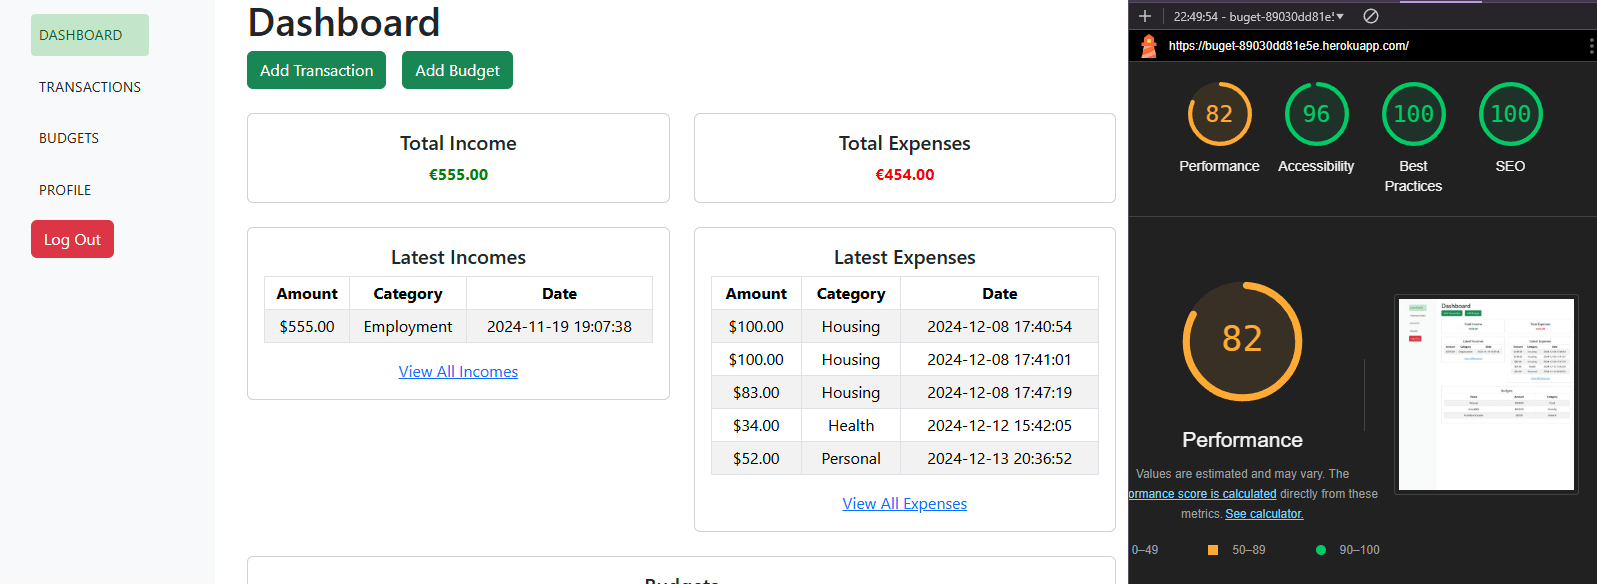 DASHBOARD
TRANSACTIONS
BUDGETS
PROFILE
Log Out
Dashboard
Add Transaction Add Budget
Total Income
€555.00
Total Expenses
€454.00
Latest Incomes
Amount Category Date
$555.00 Employment 2024-11-19 19:07:38
View All Incomes
Latest Expenses
Amount Category Date
$100.00 Housing 2024-12-08 17:40:54
$100.00 Housing 2024-12-08 17:41:01
$83.00 Housing 2024-12-08 17:47:19
$34.00 Health 2024-12-12 15:42:05
$52.00 Personal 2024-12-13 20:36:52
View All Expenses
Budgets
22:49:54 - buget-89030dd81e5
https://buget-89030dd81e5e.herokuapp.com/
82 96 100 100
Performance Accessibility Best Practices SEO
82
Performance
Values are estimated and may vary. The
ormance score is calculated directly from these
metrics. See calculator.
0–49 50–89 90–100
Dashboard